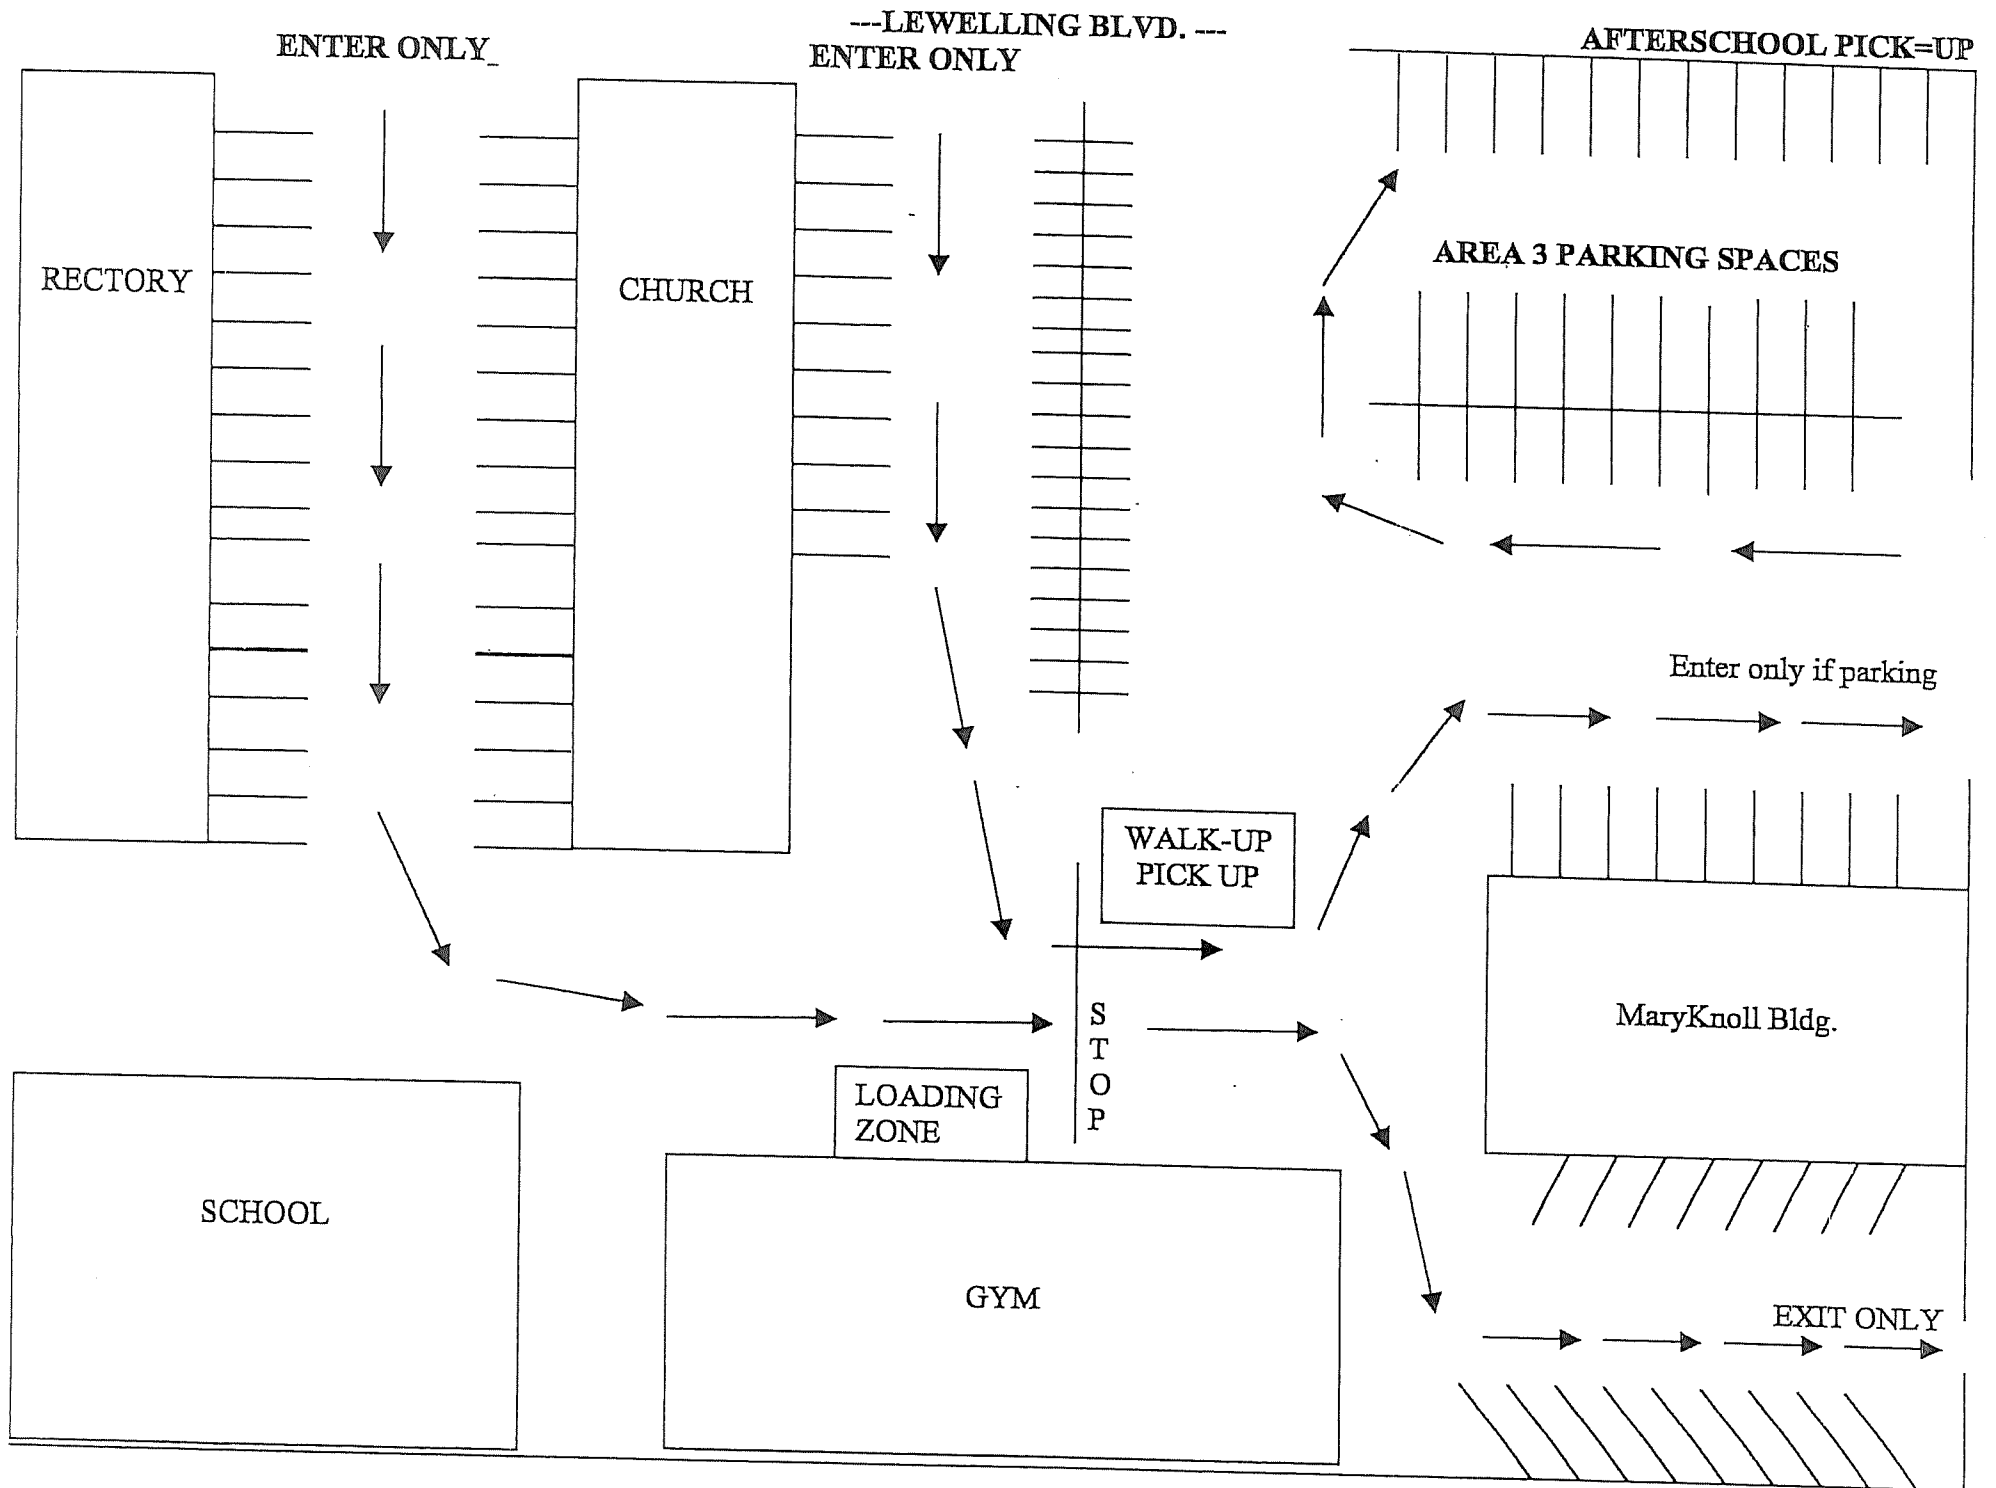 ---LEWELLING BLVD. ---
ENTER ONLY
ENTER ONLY
AFTERSCHOOL PICK=UP
RECTORY
CHURCH
AREA 3 PARKING SPACES
Enter only if parking
WALK-UP
PICK UP
S
T
O
P
MaryKnoll Bldg.
LOADING
ZONE
SCHOOL
GYM
EXIT ONLY